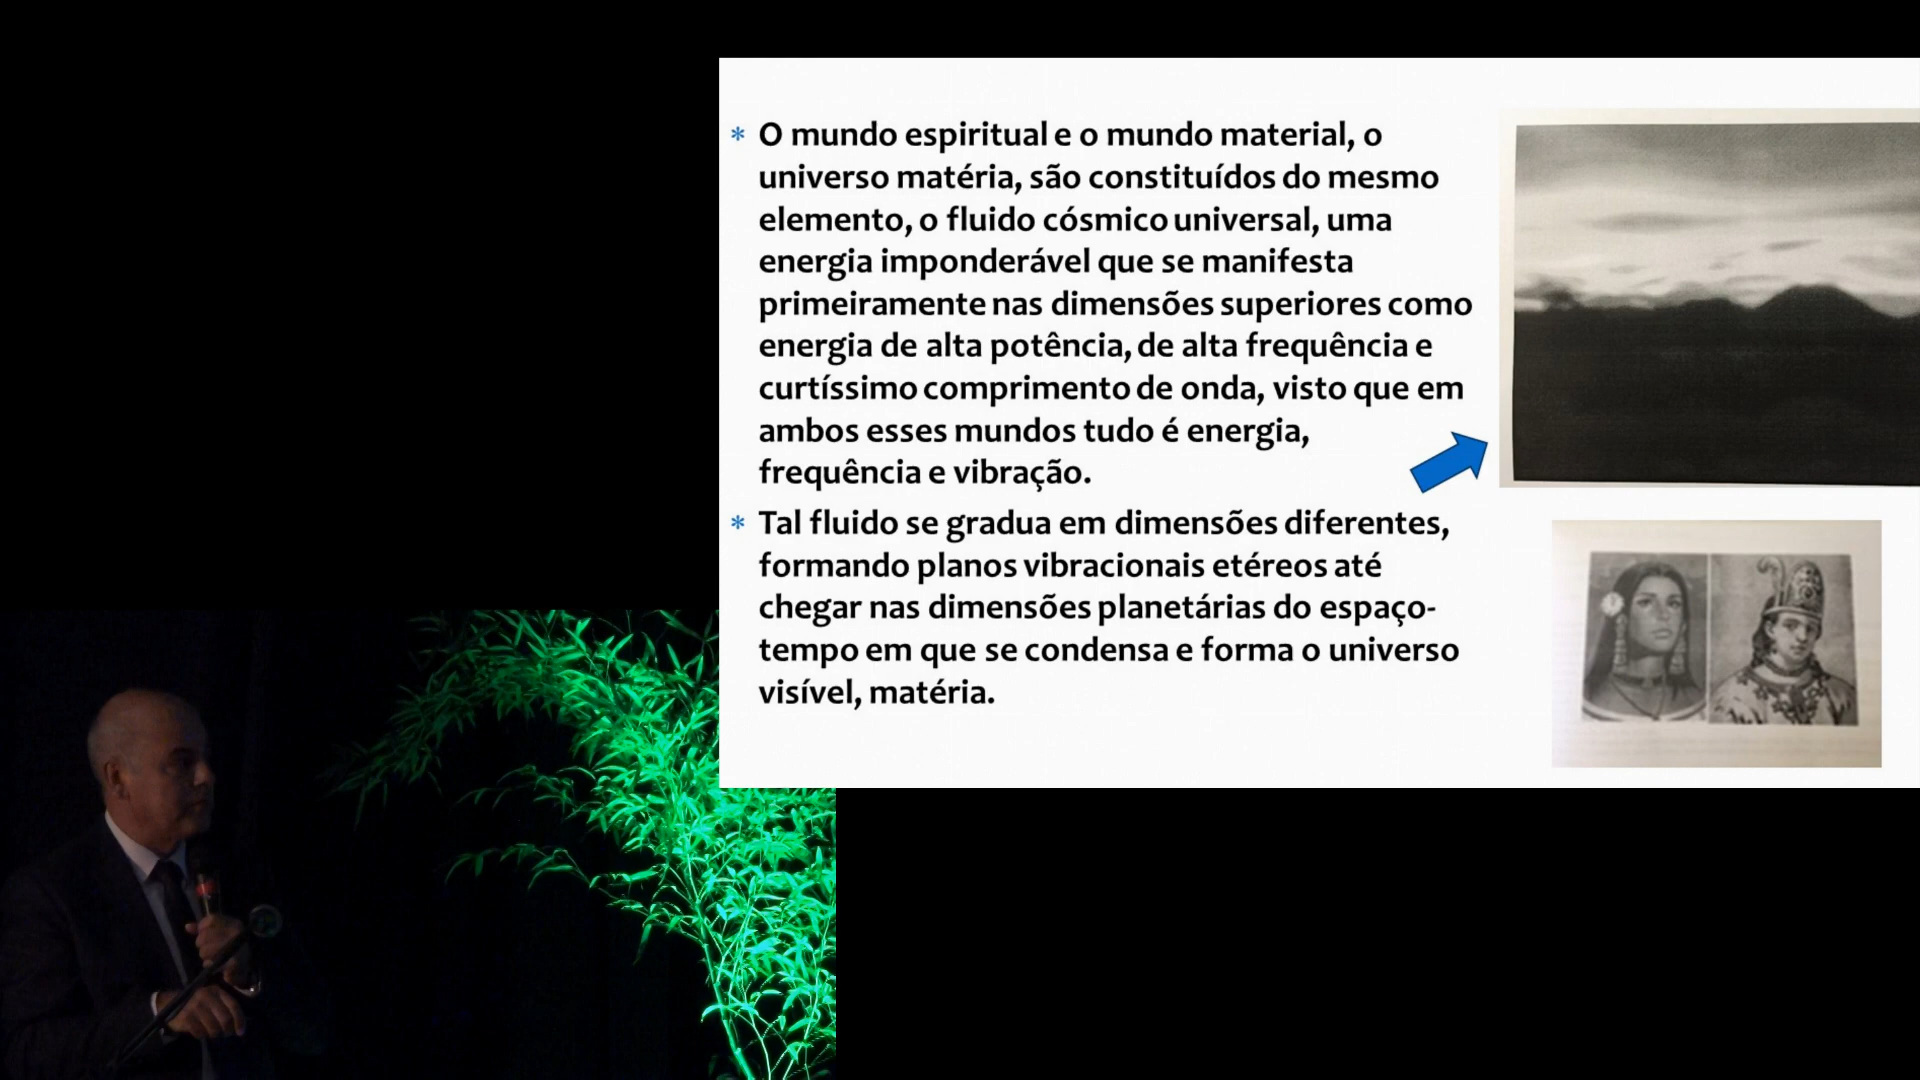 * O mundo espiritual e o mundo material, o
universo matéria, são constituídos do mesmo
elemento, o fluido cósmico universal, uma
energia imponderável que se manifesta
primeiramente nas dimensões superiores como
energia de alta potência, de alta frequência e
curtíssimo comprimento de onda, visto que em
ambos esses mundos tudo é energia,
frequência e vibração.
* Tal fluido se gradua em dimensões diferentes,
formando planos vibracionais etéreos até
chegar nas dimensões planetárias do espaço-
tempo em que se condensa e forma o universo
visível, matéria.